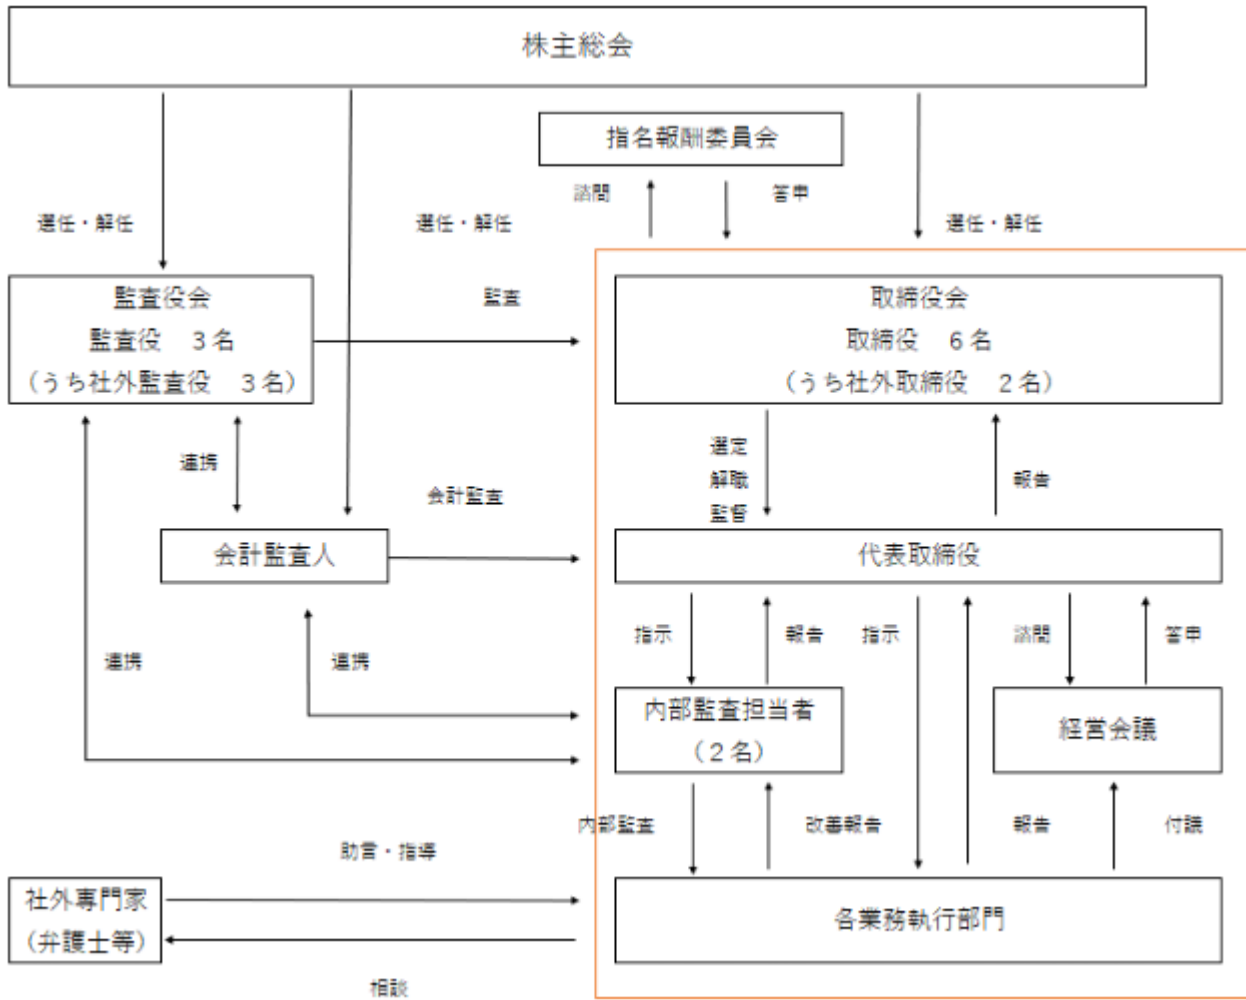 株主総会
指名報酬委員会
諮問
答申
選任・解任
選任・解任
選任・解任
監査役会
監査役　3名
（うち社外監査役　3名）
監査
取締役会
取締役　6名
（うち社外取締役　2名）
連携
選定
解職
監督
報告
会計監査
会計監査人
代表取締役
連携
連携
指示
報告
指示
諮問
答申
内部監査担当者
（2名）
経営会議
内部監査
改善報告
報告
付議
助言・指導
社外専門家
（弁護士等）
各業務執行部門
相談